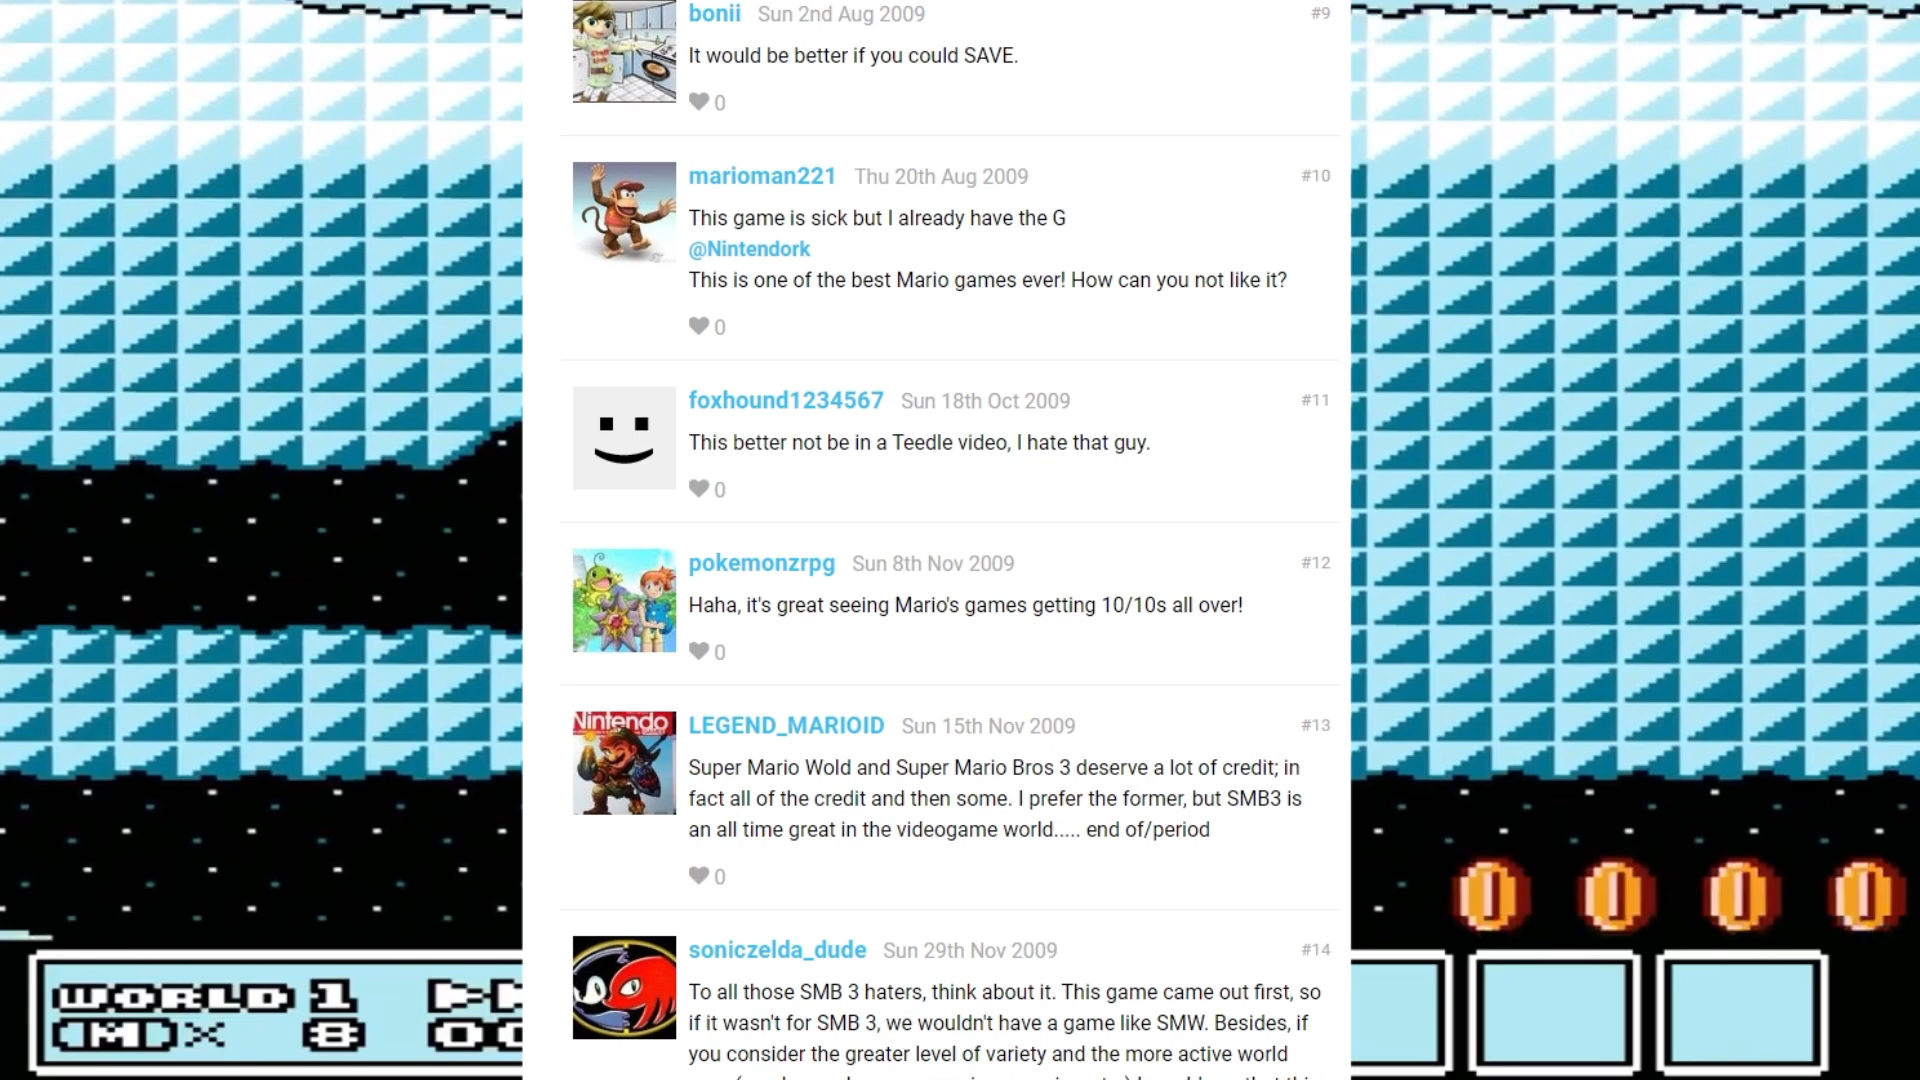 bonii Sun 2nd Aug 2009 #9
It would be better if you could SAVE.
0
marioman221 Thu 20th Aug 2009 #10
This game is sick but I already have the G
@Nintendork
This is one of the best Mario games ever! How can you not like it?
0
foxhound1234567 Sun 18th Oct 2009 #11
This better not be in a Teedle video, I hate that guy.
0
pokemonzrpg Sun 8th Nov 2009 #12
Haha, it's great seeing Mario's games getting 10/10s all over!
0
Nintendo
LEGEND_MARIOID Sun 15th Nov 2009 #13
Super Mario Wold and Super Mario Bros 3 deserve a lot of credit; in
fact all of the credit and then some. I prefer the former, but SMB3 is
an all time great in the videogame world..... end of/period
0
soniczelda_dude Sun 29th Nov 2009 #14
To all those SMB 3 haters, think about it. This game came out first, so
if it wasn't for SMB 3, we wouldn't have a game like SMW. Besides, if
you consider the greater level of variety and the more active world
WORLD 1
M x 8